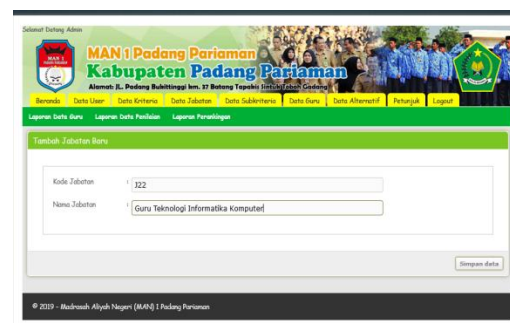 Selamat Datang Admin
MAN 1
MAN 1 Padang Pariaman
Kabupaten Padang Pariaman
Alamat: JL. Padang Bukittinggi km. 37 Batang Tapakis Sintuk Toboh Gadang
Beranda Data User Data Kriteria Data Jabatan Data Subkriteria Data Guru Data Alternatif Petunjuk Logout
Laporan Data Guru Laporan Data Penilaian Laporan Perankingan
Tambah Jabatan Baru
Kode Jabatan : J22
Nama Jabatan : Guru Teknologi Informatika Komputer
Simpan data
© 2019 - Madrasah Aliyah Negeri (MAN) 1 Padang Pariaman